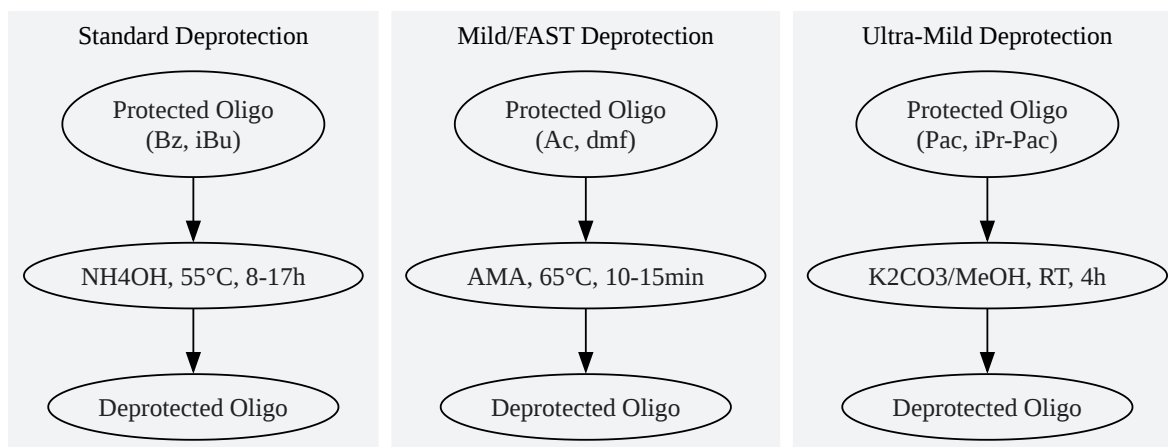 Standard Deprotection
Protected Oligo
(Bz, iBu)
NH4OH, 55°C, 8-17h
Deprotected Oligo
Mild/FAST Deprotection
Protected Oligo
(Ac, dmf)
AMA, 65°C, 10-15min
Deprotected Oligo
Ultra-Mild Deprotection
Protected Oligo
(Pac, iPr-Pac)
K2CO3/MeOH, RT, 4h
Deprotected Oligo